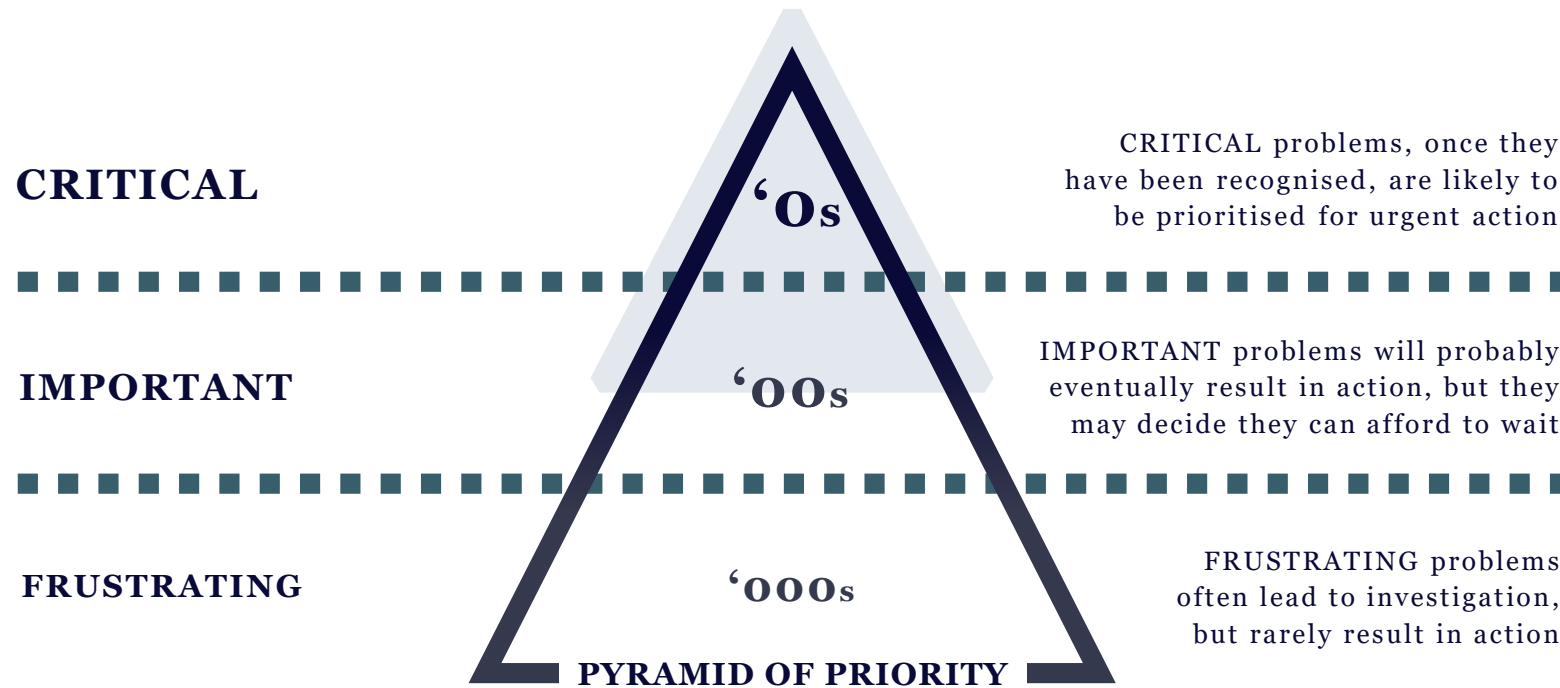 CRITICAL
‘0s
CRITICAL problems, once they
have been recognised, are likely to
be prioritised for urgent action
IMPORTANT
‘00s
IMPORTANT problems will probably
eventually result in action, but they
may decide they can afford to wait
FRUSTRATING
‘000s
FRUSTRATING problems
often lead to investigation,
but rarely result in action
PYRAMID OF PRIORITY